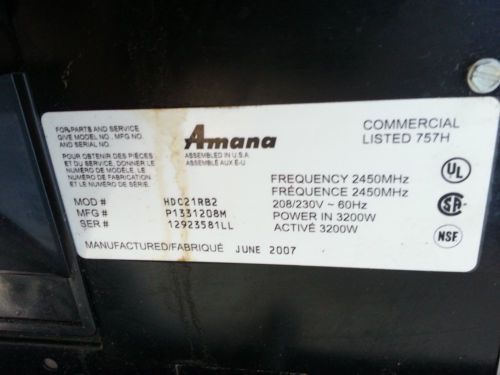 FOR PARTS AND SERVICE
GIVE MODEL NO., MFG NO.
AND SERIAL NO.
POUR OBTENIR DES PIÈCES
ET DU SERVICE, DONNER LE
NUMÉRO DE MODÈLE, LE
NUMÉRO DE MFG. ET LE
NUMÉRO DE SÉRIE.
Amana
ASSEMBLED IN U.S.A.
ASSEMBLÉ AUX E-U
COMMERCIAL
LISTED 757H
MOD # HDC21RB2
MFG # P1331208M
SER # 12923581LL
FREQUENCY 2450MHz
FRÉQUENCE 2450MHz
208/230V ~ 60Hz
POWER IN 3200W
ACTIVÉ 3200W
MANUFACTURED/FABRIQUÉ JUNE 2007
UL
SA
NSF